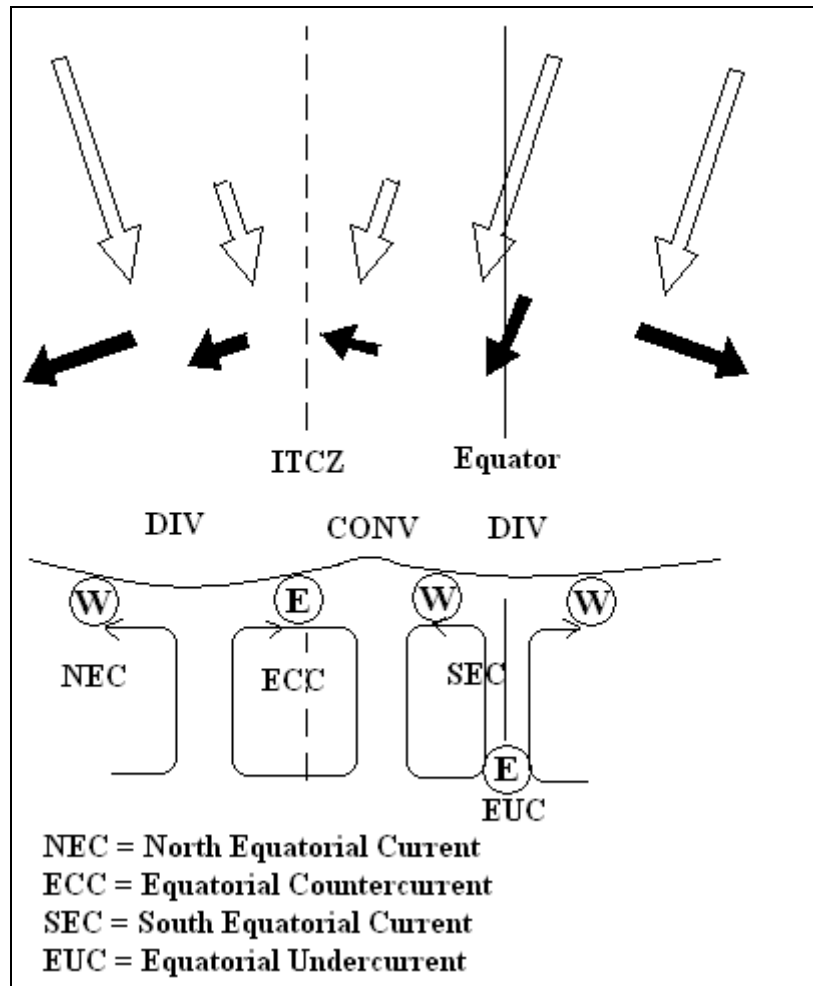 ITCZ Equator
DIV CONV DIV
W E W W
NEC ECC SEC
E
EUC
NEC = North Equatorial Current
ECC = Equatorial Countercurrent
SEC = South Equatorial Current
EUC = Equatorial Undercurrent